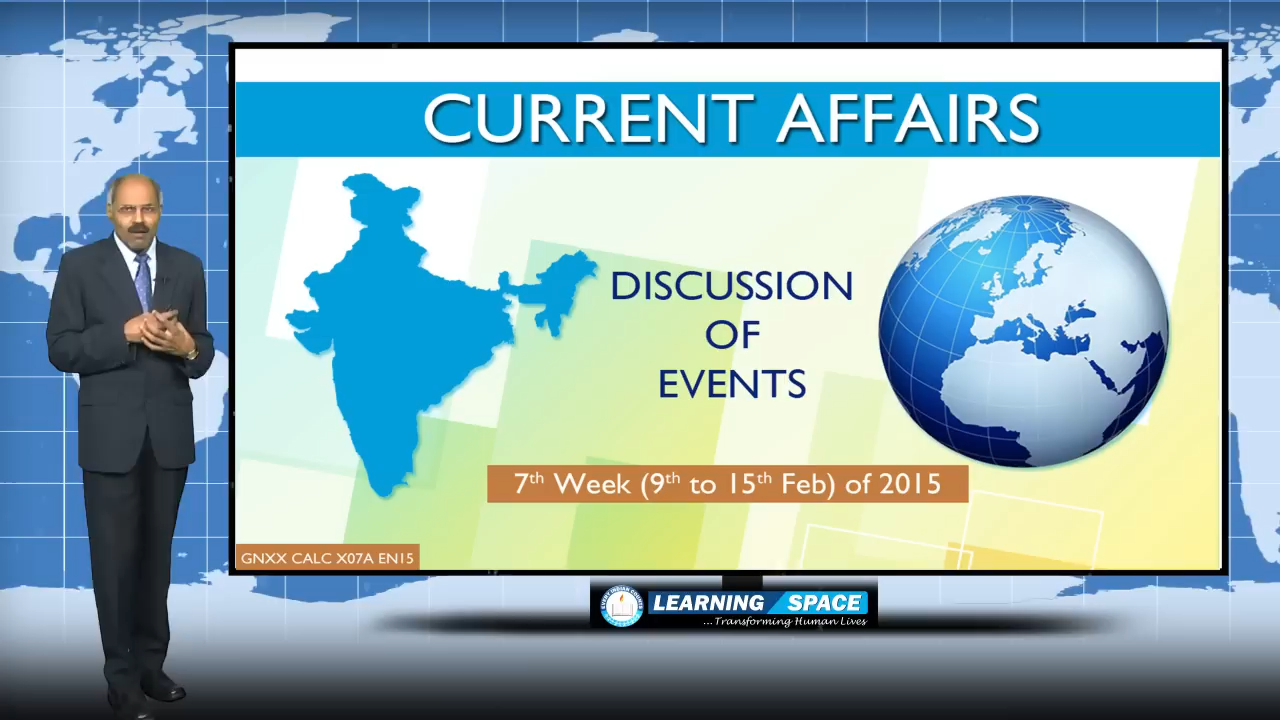 CURRENT AFFAIRS
DISCUSSION
OF
EVENTS
7th Week (9th to 15th Feb) of 2015
GNXX CALC X07A EN15
LEARNING SPACE
...Transforming Human Lives